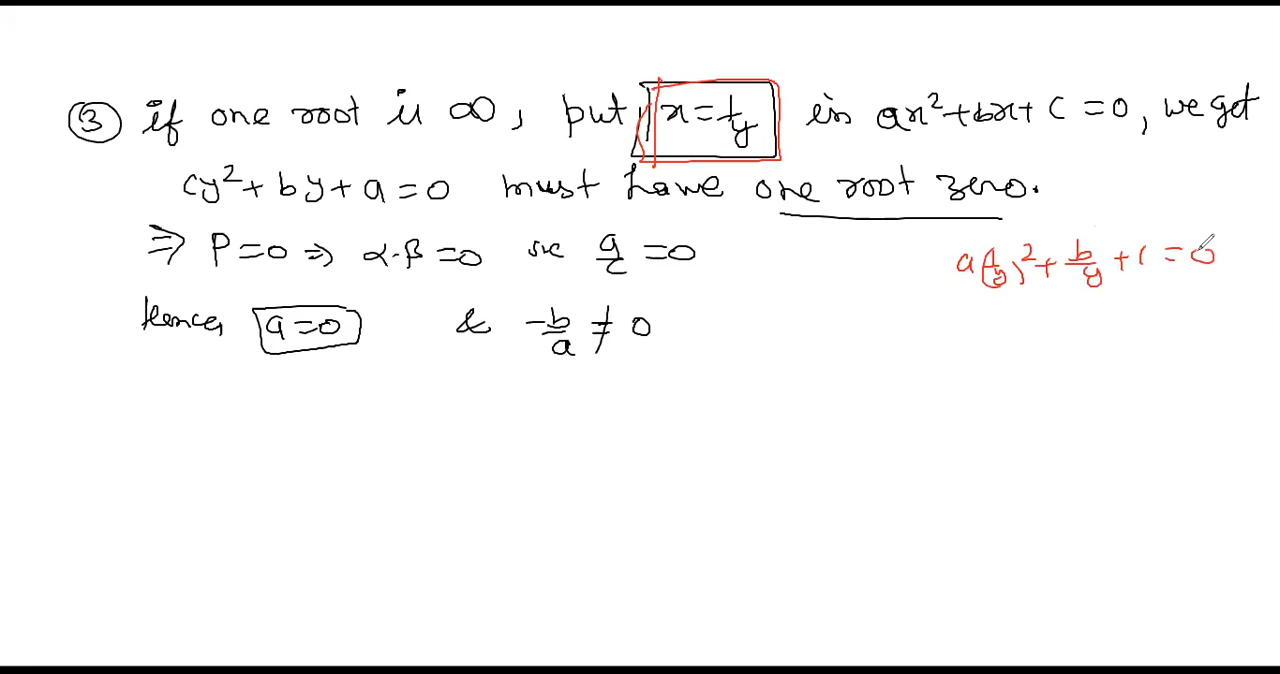 ③ if one root is ∞, put x = 1/y in ax² + bx + c = 0, we get
cy² + by + a = 0 must have one root zero.
⇒ P = 0 ⇒ α·β = 0 a/c = 0
a(1/y)² + b/y + c = 0
Hence, a = 0 & -b/a ≠ 0